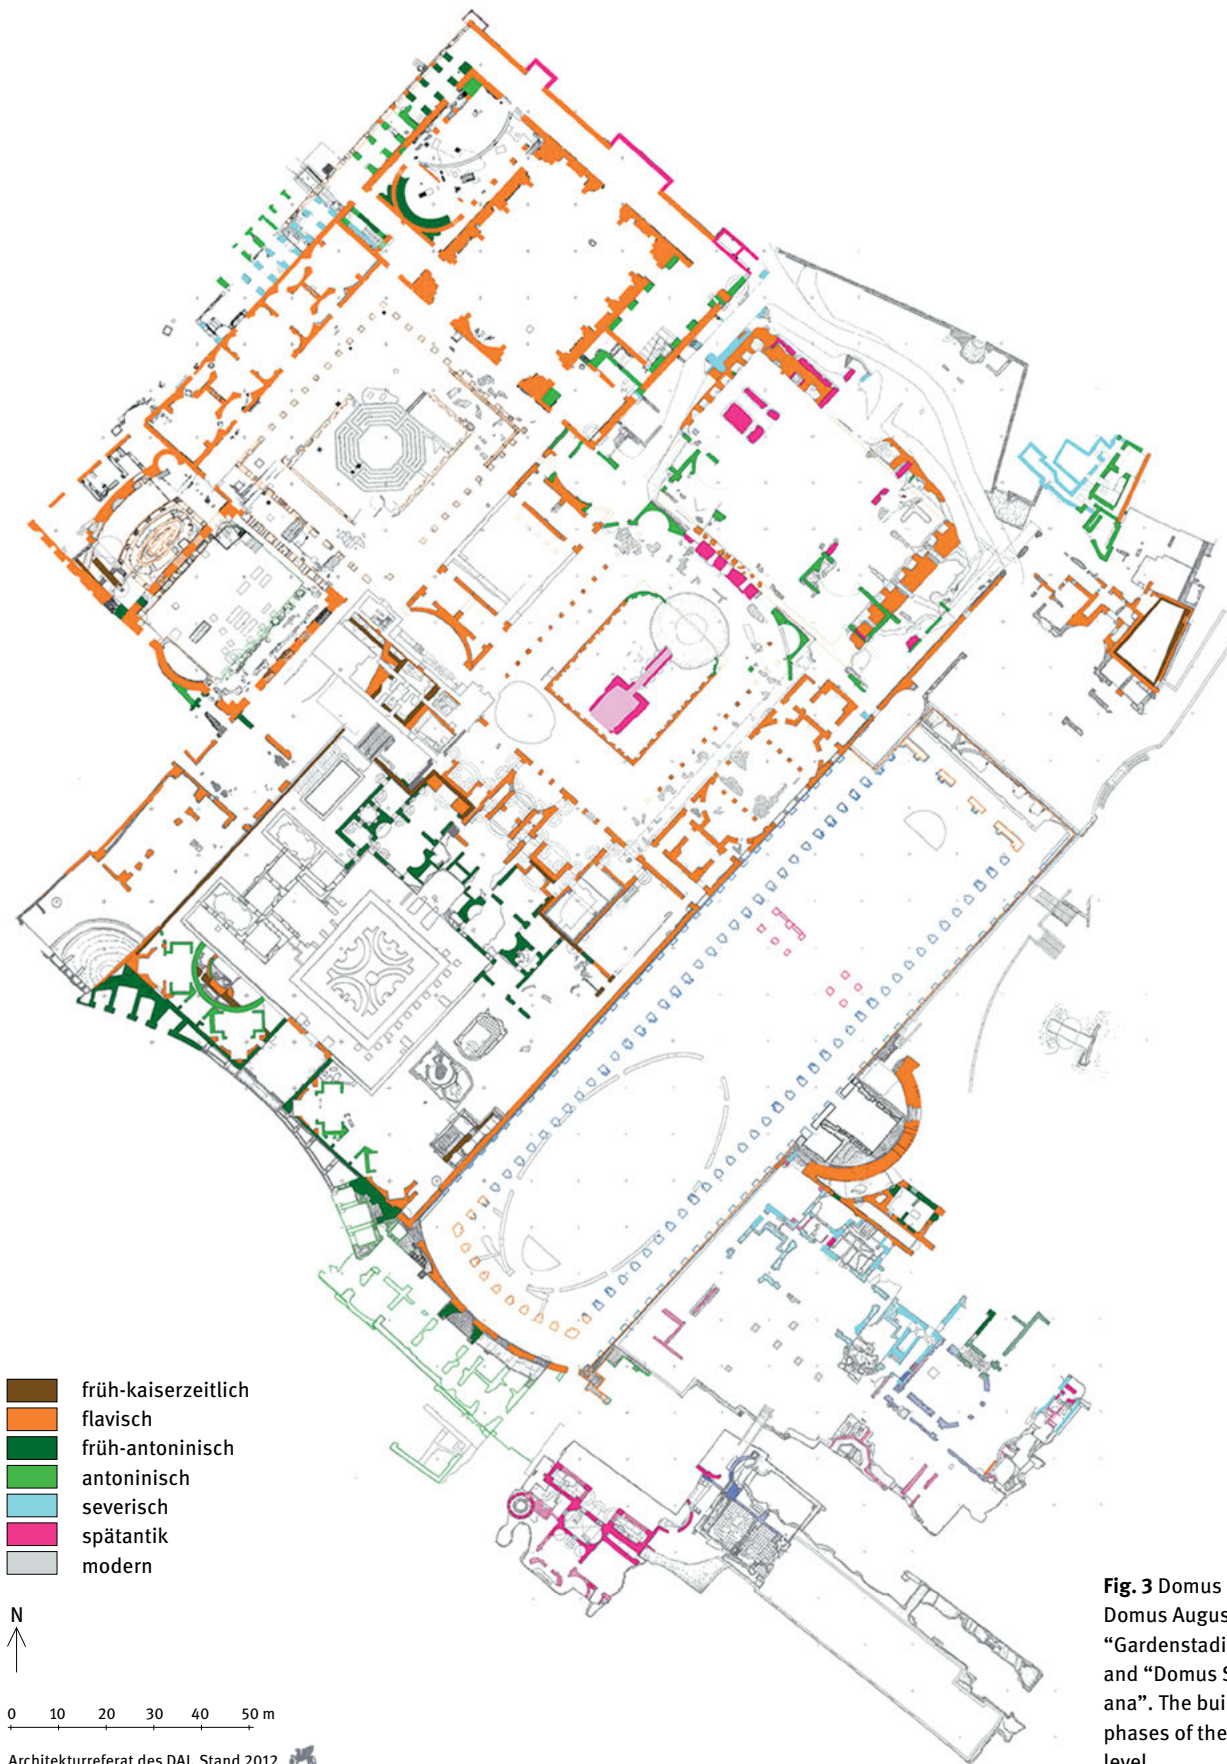 früh-kaiserzeitlich
flavisch
früh-antoninisch
antoninisch
severisch
spätantik
modern
N
0 10 20 30 40 50 m
Architekturreferat des DAI, Stand 2012
Fig. 3 Domus
Domus Augus
“Gardenstadi
and “Domus S
ana”. The bui
phases of the
level